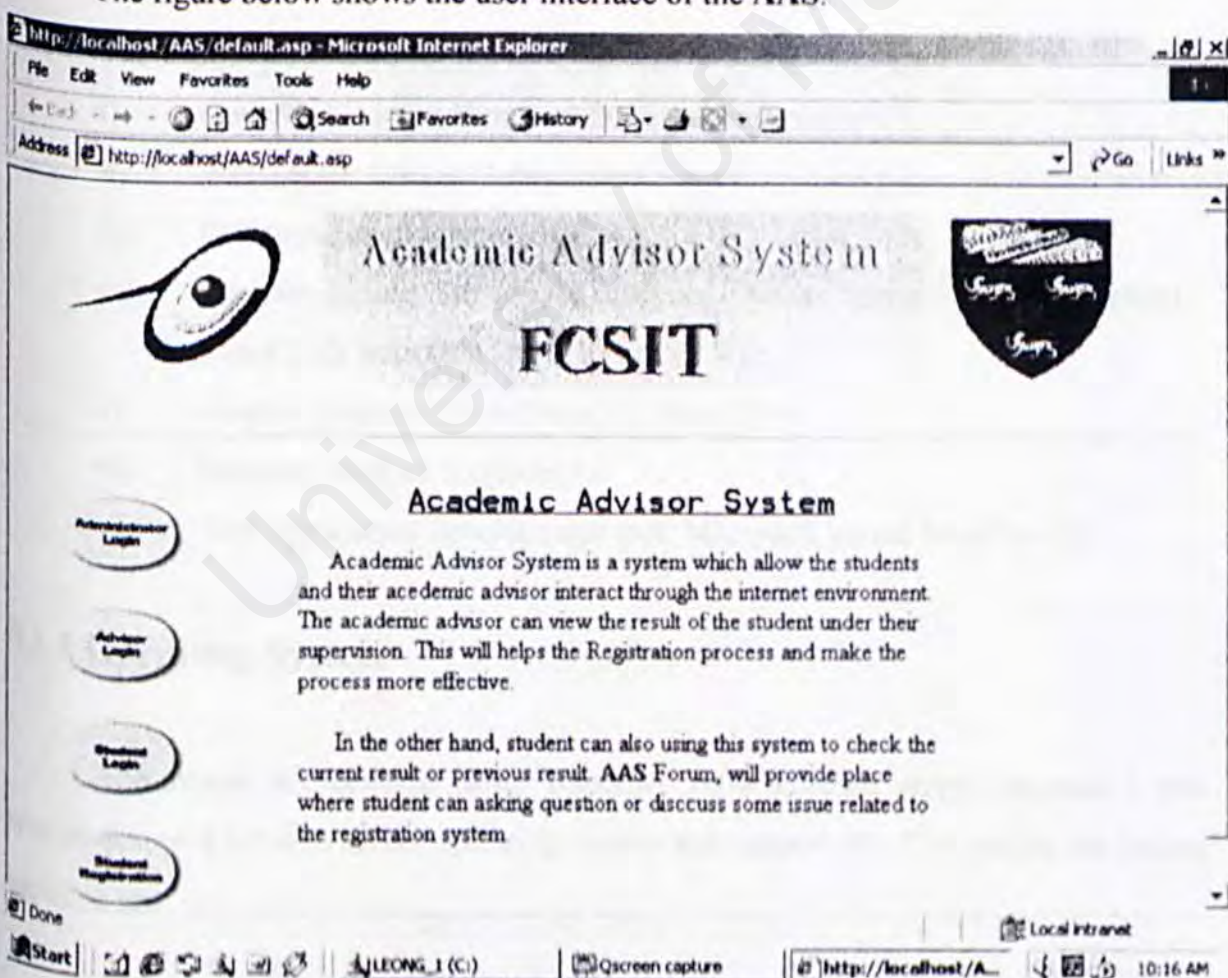 The figure below shows the user interface of the AAS.
http://localhost/AAS/default.asp - Microsoft Internet Explorer
File Edit View Favorites Tools Help
Search Favorites History
Address http://localhost/AAS/default.asp Go Links »
Academic Advisor System
FCSIT
Academic Advisor System
Administrator
Login
Academic Advisor System is a system which allow the students
and their acedemic advisor interact through the internet environment.
The academic advisor can view the result of the student under their
supervision. This will helps the Registration process and make the
process more effective.
Advisor
Login
In the other hand, student can also using this system to check the
current result or previous result. AAS Forum, will provide place
where student can asking question or disccuss some issue related to
the registration system
Student
Login
Student
Registration
Done
Local intranet
Start LEONG_1 (C:) Qscreen capture http://localhost/A... 10:16 AM